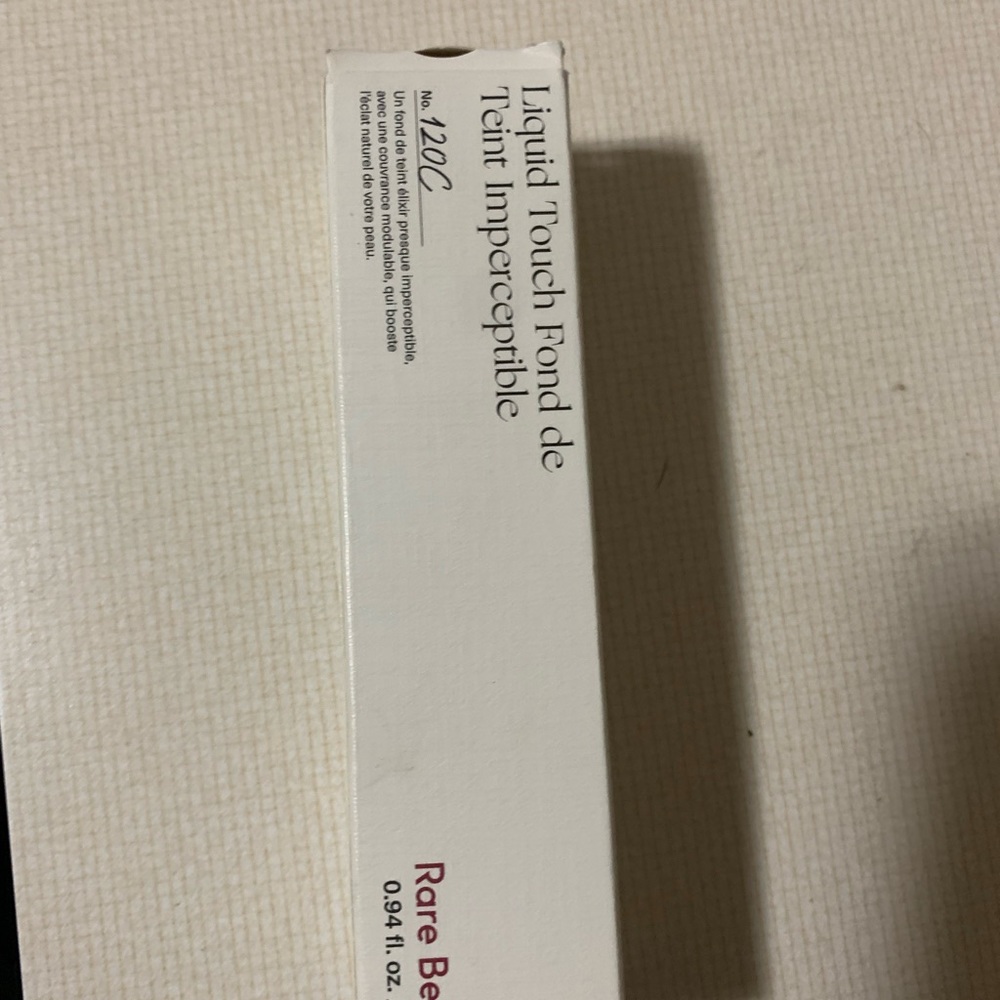 Liquid Touch Fond de
Teint Imperceptible
No. 120C
Un fond de teint élixir presque imperceptible,
avec une couvrance modulable, qui booste
l'éclat naturel de votre peau.
Rare Be
0.94 fl. oz.